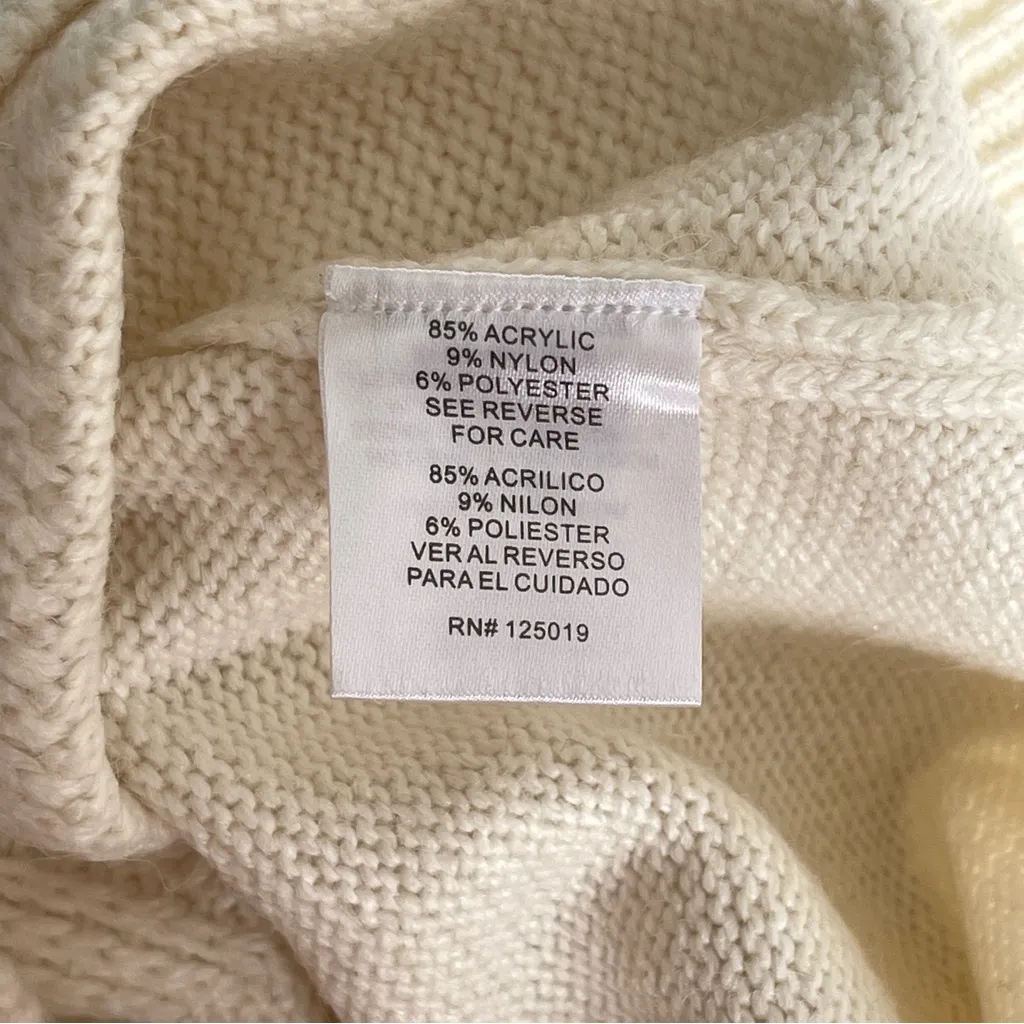 85% ACRYLIC
9% NYLON
6% POLYESTER
SEE REVERSE
FOR CARE
85% ACRILICO
9% NILON
6% POLIESTER
VER AL REVERSO
PARA EL CUIDADO
RN# 125019